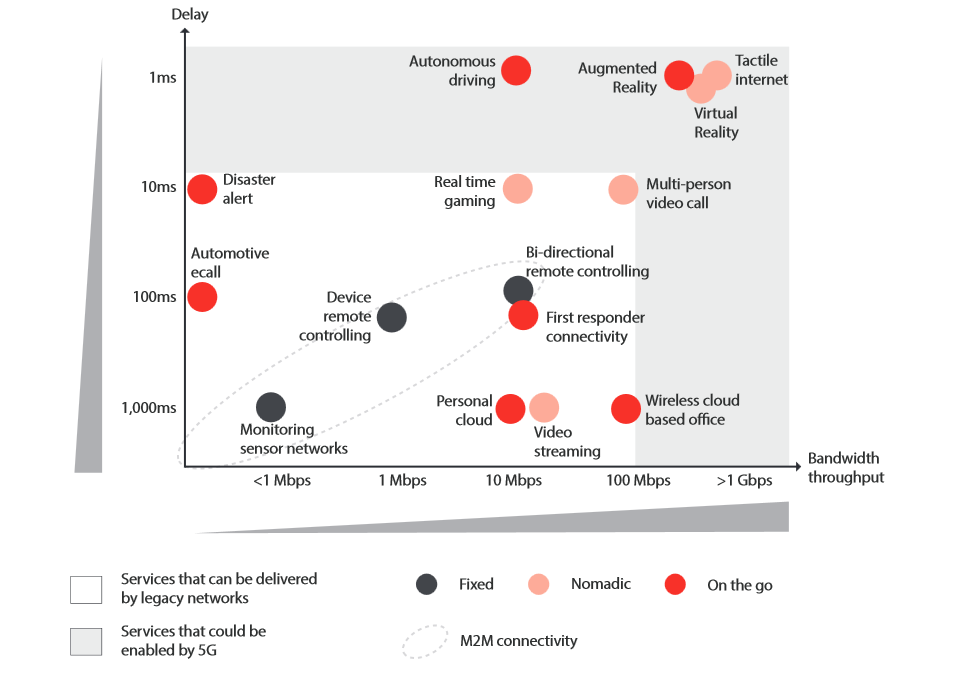 Delay
Autonomous
driving
Augmented
Reality
Tactile
internet
1ms
Virtual
Reality
10ms
Disaster
alert
Real time
gaming
Multi-person
video call
Automotive
ecall
Bi-directional
remote controlling
100ms
Device
remote
controlling
First responder
connectivity
1,000ms
Personal
cloud
Wireless cloud
based office
Monitoring
sensor networks
Video
streaming
Bandwidth
throughput
<1 Mbps
1 Mbps
10 Mbps
100 Mbps
>1 Gbps
Services that can be delivered
by legacy networks
Fixed
Nomadic
On the go
Services that could be
enabled by 5G
M2M connectivity